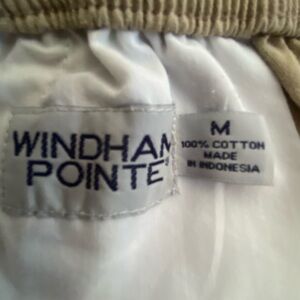 WINDHAM
POINTE
M
100% COTTON
MADE
IN INDONESIA